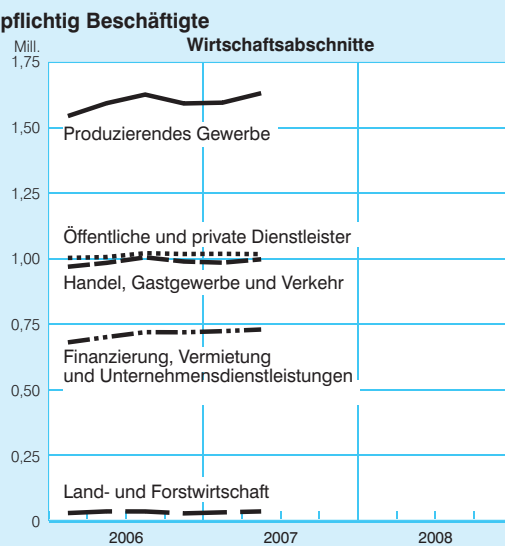 pflichtig Beschäftigte
Mill.
Wirtschaftsabschnitte
1,75
1,50
1,25
1,00
0,75
0,50
0,25
0
Produzierendes Gewerbe
Öffentliche und private Dienstleister
Handel, Gastgewerbe und Verkehr
Finanzierung, Vermietung
und Unternehmensdienstleistungen
Land- und Forstwirtschaft
2006
2007
2008